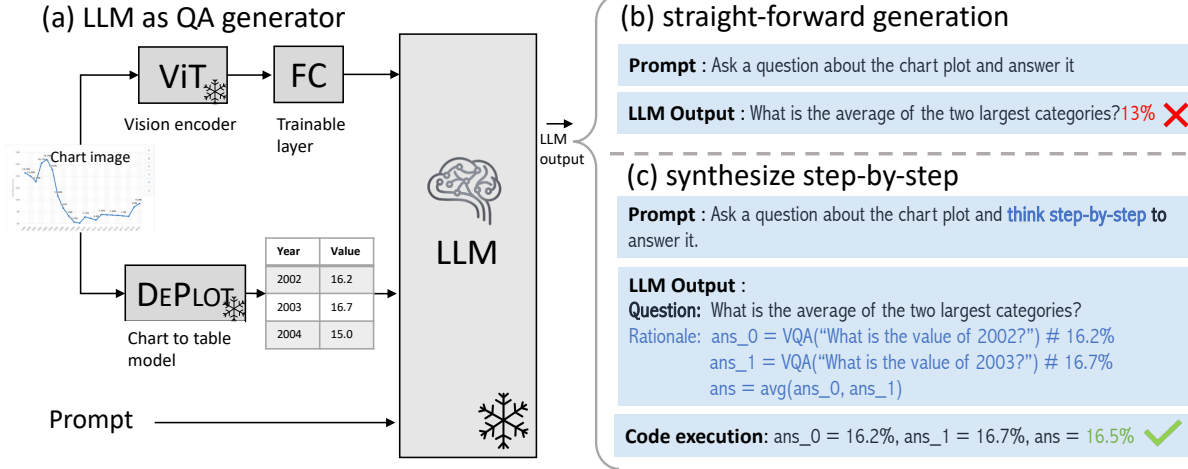 (a) LLM as QA generator
ViT
FC
Vision encoder
Trainable
layer
Chart image
DEPLOT
Chart to table
model
Year Value
2002 16.2
2003 16.7
2004 15.0
Prompt
LLM
LLM
output
(b) straight-forward generation
Prompt : Ask a question about the chart plot and answer it
LLM Output : What is the average of the two largest categories?13%
(c) synthesize step-by-step
Prompt : Ask a question about the chart plot and think step-by-step to
answer it.
LLM Output :
Question: What is the average of the two largest categories?
Rationale: ans_0 = VQA(“What is the value of 2002?”) # 16.2%
ans_1 = VQA(“What is the value of 2003?”) # 16.7%
ans = avg(ans_0, ans_1)
Code execution: ans_0 = 16.2%, ans_1 = 16.7%, ans = 16.5%